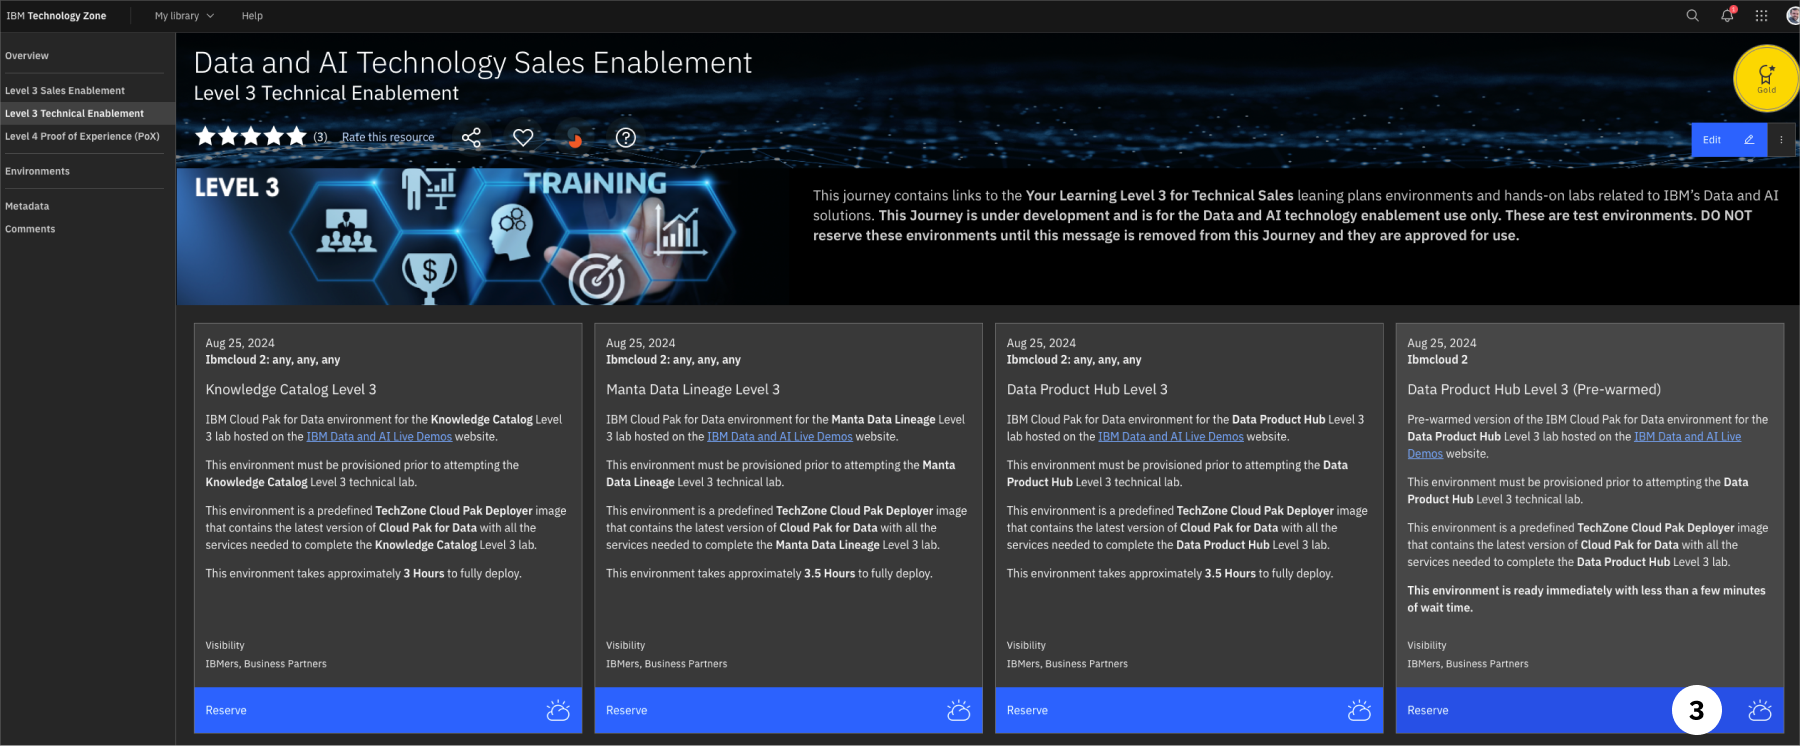 IBM Technology Zone
My library
Help
5
Overview
Level 3 Sales Enablement
Level 3 Technical Enablement
Level 4 Proof of Experience (PoX)
Environments
Metadata
Comments
Data and AI Technology Sales Enablement
Level 3 Technical Enablement
(3) Rate this resource
Gold
Edit
LEVEL 3 TRAINING
This journey contains links to the Your Learning Level 3 for Technical Sales leaning plans environments and hands-on labs related to IBM's Data and AI
solutions. This Journey is under development and is for the Data and AI technology enablement use only. These are test environments. DO NOT
reserve these environments until this message is removed from this Journey and they are approved for use.
Aug 25, 2024
Ibmcloud 2: any, any, any
Knowledge Catalog Level 3
IBM Cloud Pak for Data environment for the Knowledge Catalog Level
3 lab hosted on the IBM Data and AI Live Demos website.
This environment must be provisioned prior to attempting the
Knowledge Catalog Level 3 technical lab.
This environment is a predefined TechZone Cloud Pak Deployer image
that contains the latest version of Cloud Pak for Data with all the
services needed to complete the Knowledge Catalog Level 3 lab.
This environment takes approximately 3 Hours to fully deploy.
Visibility
IBMers, Business Partners
Reserve
Aug 25, 2024
Ibmcloud 2: any, any, any
Manta Data Lineage Level 3
IBM Cloud Pak for Data environment for the Manta Data Lineage Level
3 lab hosted on the IBM Data and AI Live Demos website.
This environment must be provisioned prior to attempting the Manta
Data Lineage Level 3 technical lab.
This environment is a predefined TechZone Cloud Pak Deployer image
that contains the latest version of Cloud Pak for Data with all the
services needed to complete the Manta Data Lineage Level 3 lab.
This environment takes approximately 3.5 Hours to fully deploy.
Visibility
IBMers, Business Partners
Reserve
Aug 25, 2024
Ibmcloud 2: any, any, any
Data Product Hub Level 3
IBM Cloud Pak for Data environment for the Data Product Hub Level 3
lab hosted on the IBM Data and AI Live Demos website.
This environment must be provisioned prior to attempting the Data
Product Hub Level 3 technical lab.
This environment is a predefined TechZone Cloud Pak Deployer image
that contains the latest version of Cloud Pak for Data with all the
services needed to complete the Data Product Hub Level 3 lab.
This environment takes approximately 3.5 Hours to fully deploy.
Visibility
IBMers, Business Partners
Reserve
Aug 25, 2024
Ibmcloud 2
Data Product Hub Level 3 (Pre-warmed)
Pre-warmed version of the IBM Cloud Pak for Data environment for the
Data Product Hub Level 3 lab hosted on the IBM Data and AI Live
Demos website.
This environment must be provisioned prior to attempting the Data
Product Hub Level 3 technical lab.
This environment is a predefined TechZone Cloud Pak Deployer image
that contains the latest version of Cloud Pak for Data with all the
services needed to complete the Data Product Hub Level 3 lab.
This environment is ready immediately with less than a few minutes
of wait time.
Visibility
IBMers, Business Partners
Reserve
3